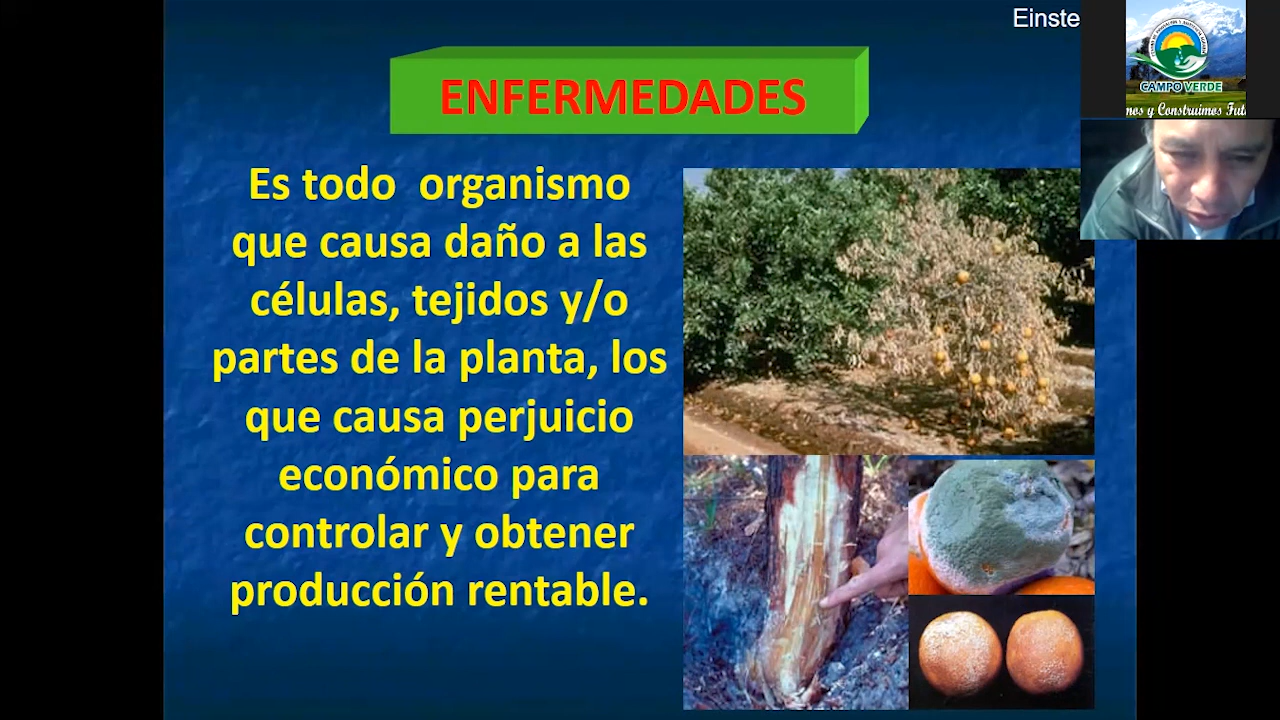 Einste
ENFERMEDADES
Es todo organismo
que causa daño a las
células, tejidos y/o
partes de la planta, los
que causa perjuicio
económico para
controlar y obtener
producción rentable.
CAMPO VERDE
mos y Construimos Fut